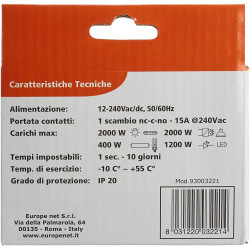 Caratteristiche Tecniche
Alimentazione: 12-240Vac/dc, 50/60Hz
Portata contatti: 1 scambio nc-c-no - 15A @240Vac
Carichi max: 2000 W 2000 W
400 W 1200 W LED
Tempi impostabili: 1 sec. - 10 giorni
Temp. di esercizio: -10 C° ~ +55 C°
Grado di protezione: IP 20
Mod.93003221
Europe net S.r.l.
Via della Palmarola, 64
00135 - Roma - Italy
www.europenet.it
8 031220 032214